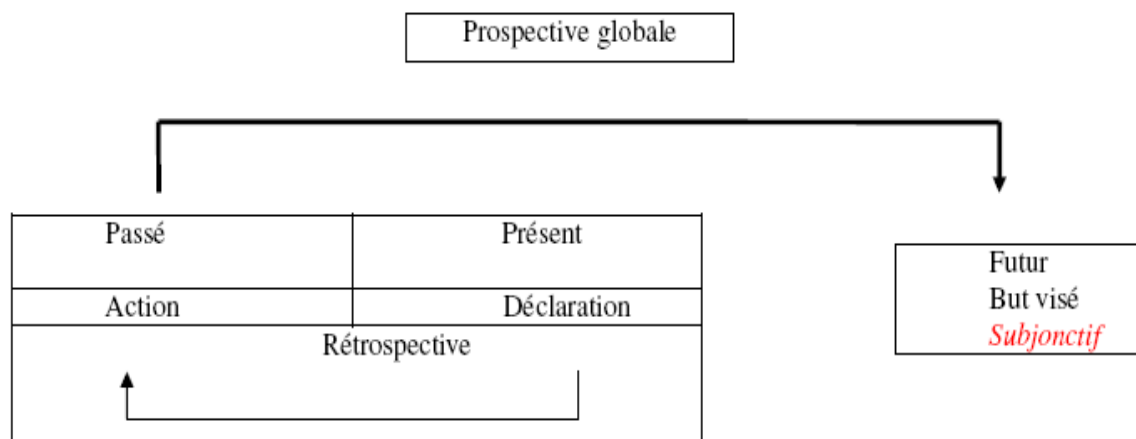 Prospective globale
Passé
Présent
Action
Déclaration
Rétrospective
Futur
But visé
Subjonctif